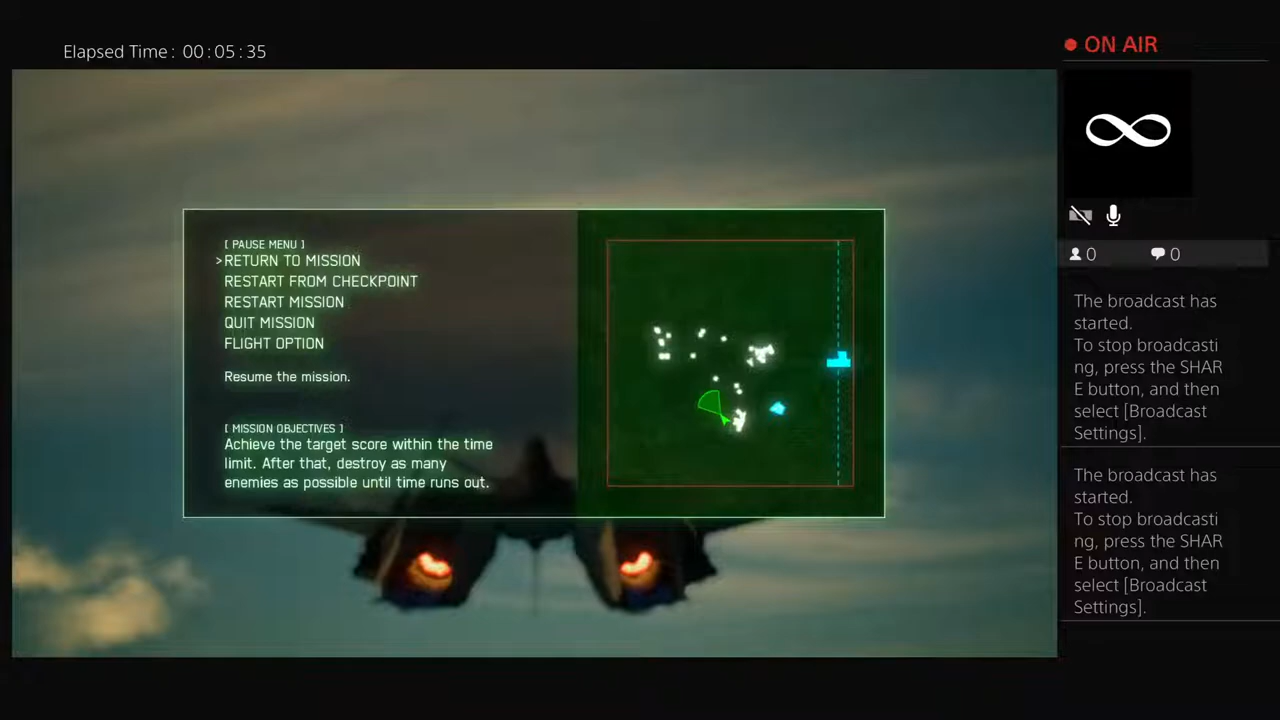 Elapsed Time: 00:05:35
ON AIR
[ PAUSE MENU ]
>RETURN TO MISSION
RESTART FROM CHECKPOINT
RESTART MISSION
QUIT MISSION
FLIGHT OPTION
Resume the mission.
[ MISSION OBJECTIVES ]
Achieve the target score within the time
limit. After that, destroy as many
enemies as possible until time runs out.
0 0
The broadcast has
started.
To stop broadcasti
ng, press the SHAR
E button, and then
select [Broadcast
Settings].
The broadcast has
started.
To stop broadcasti
ng, press the SHAR
E button, and then
select [Broadcast
Settings].